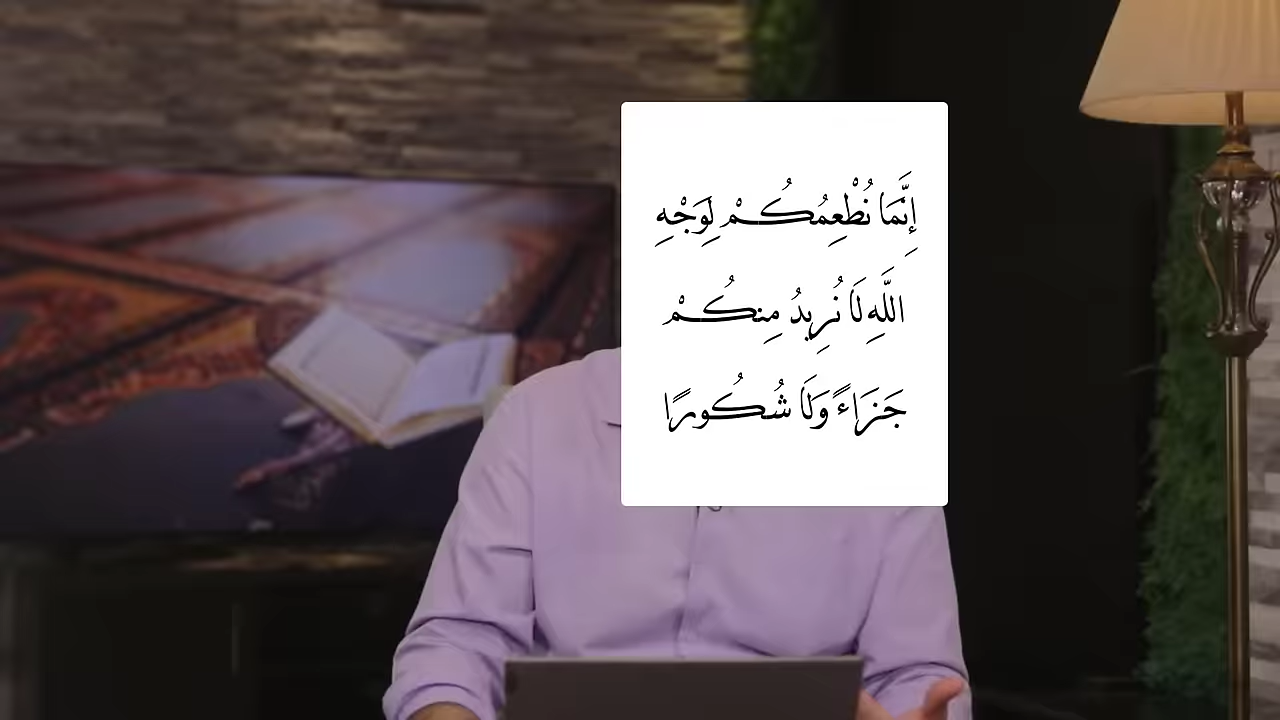 إِنَّمَا نُطْعِمُكُمْ لِوَجْهِ
اللَّهِ لَا نُرِيدُ مِنكُمْ
جَزَاءً وَلَا شُكُورًا